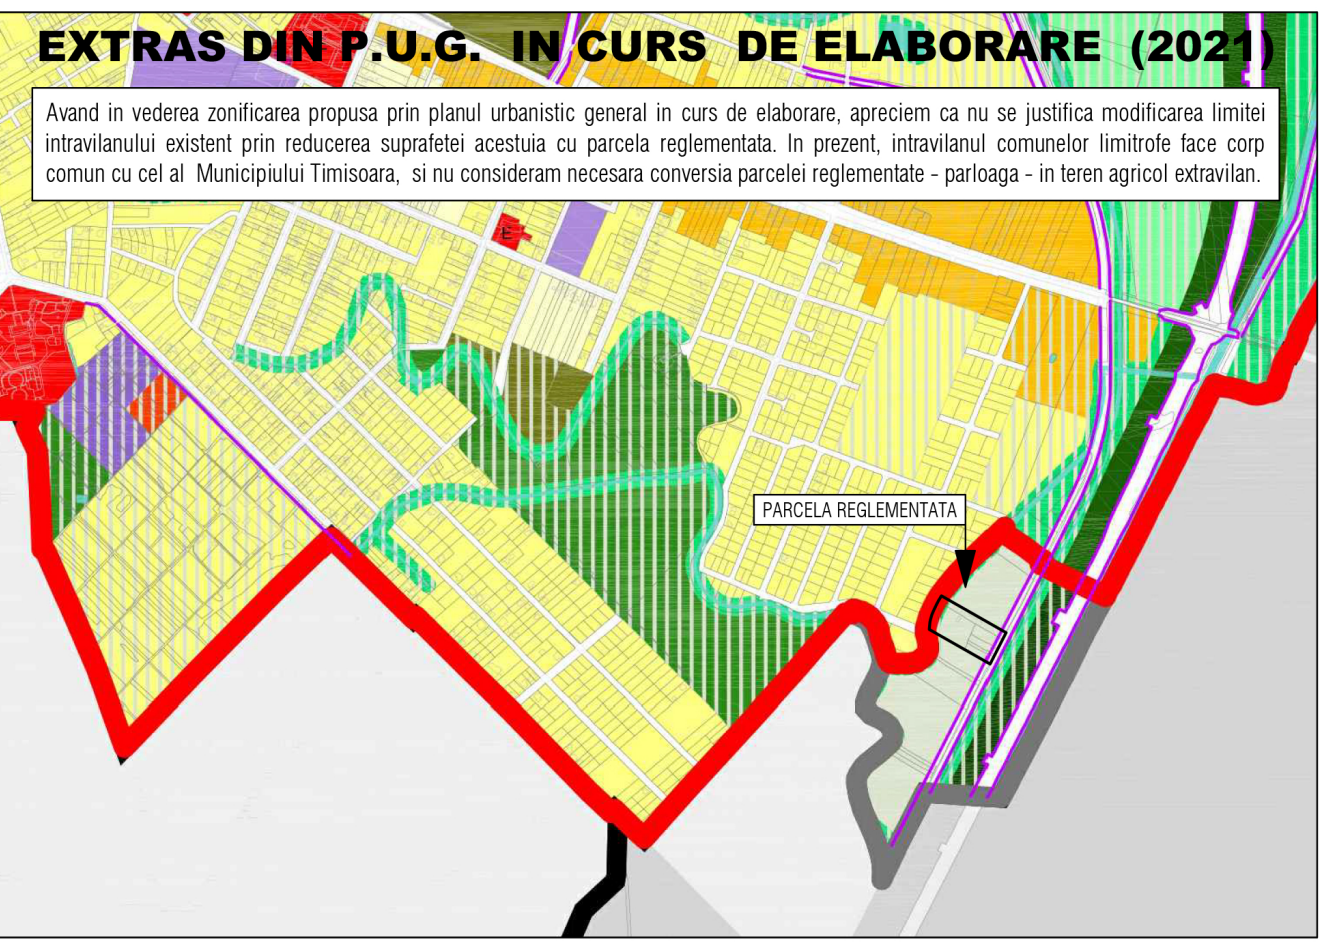 EXTRAS DIN P.U.G. IN CURS DE ELABORARE (2021)
Avand in vederea zonificarea propusa prin planul urbanistic general in curs de elaborare, apreciem ca nu se justifica modificarea limitei
intravilanului existent prin reducerea suprafetei acestuia cu parcela reglementata. In prezent, intravilanul comunelor limitrofe face corp
comun cu cel al Municipiului Timisoara, si nu consideram necesara conversia parcelei reglementate - parloaga - in teren agricol extravilan.
PARCELA REGLEMENTATA